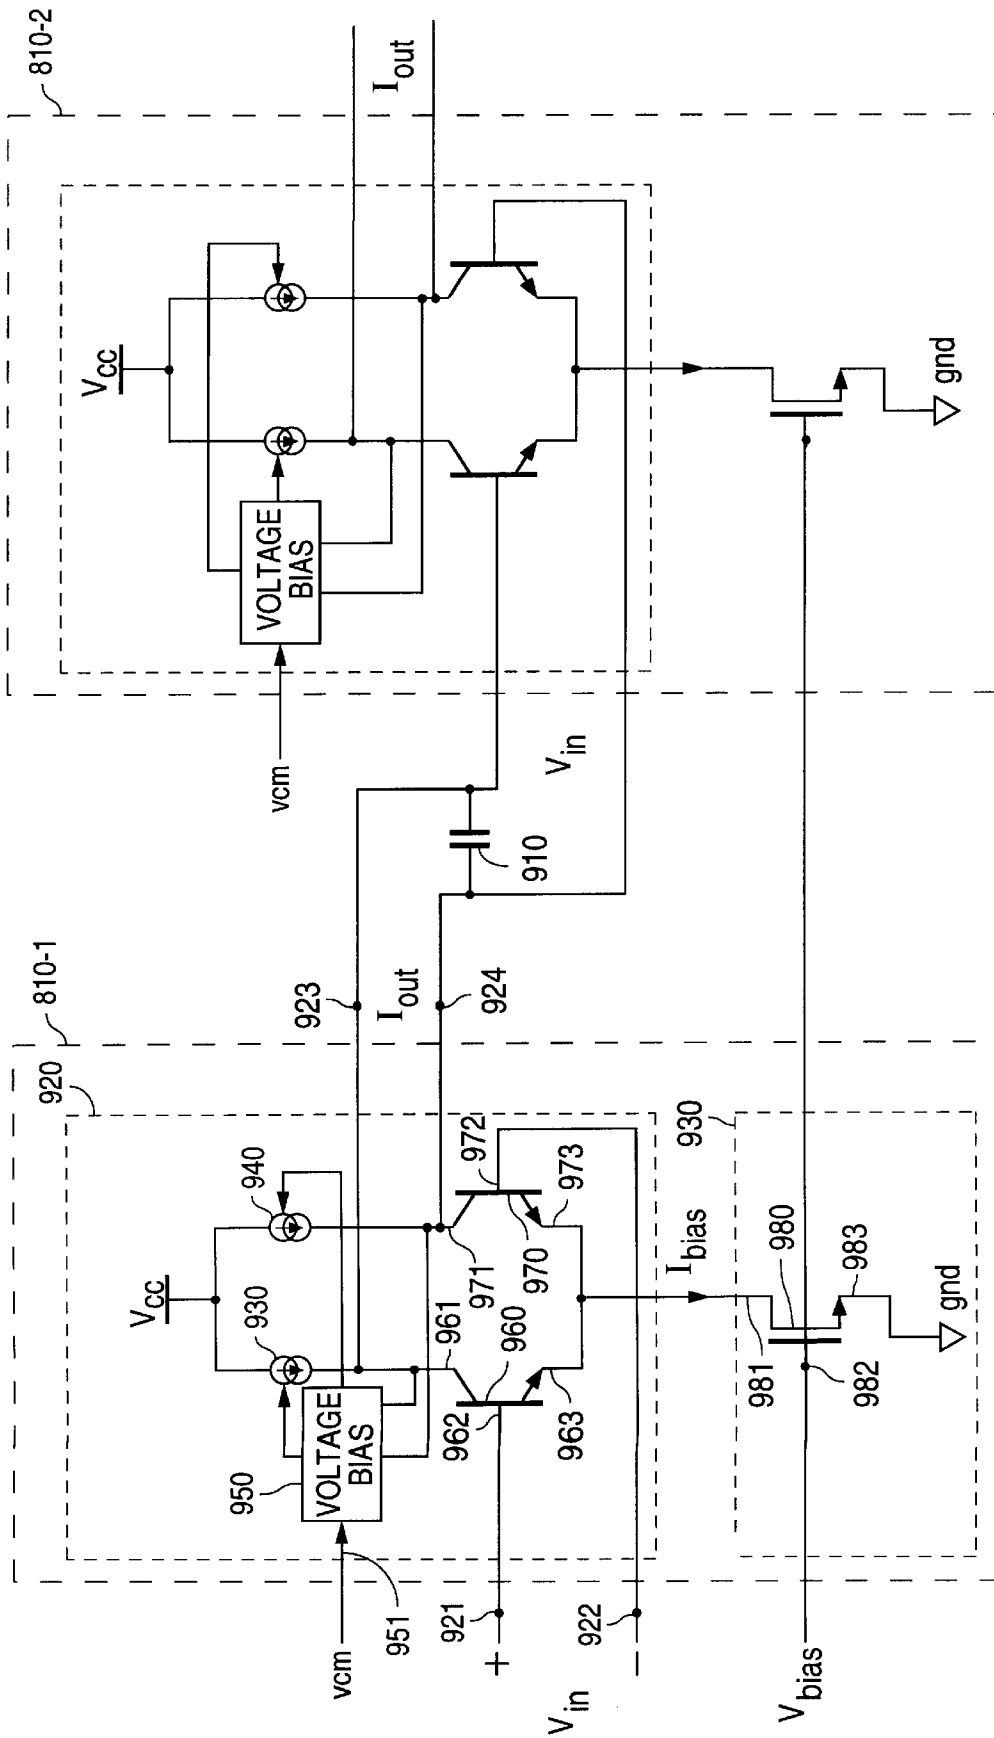 810-1
810-2
920
Vcc
Vcc
930
940
950
VOLTAGE
BIAS
VOLTAGE
BIAS
vcm
951
vcm
923
Iout
924
Iout
961
960
962
963
971
972
970
973
921
+
Vin
922
−
910
Vin
Ibias
930
980
981
982
983
Vbias
gnd
gnd